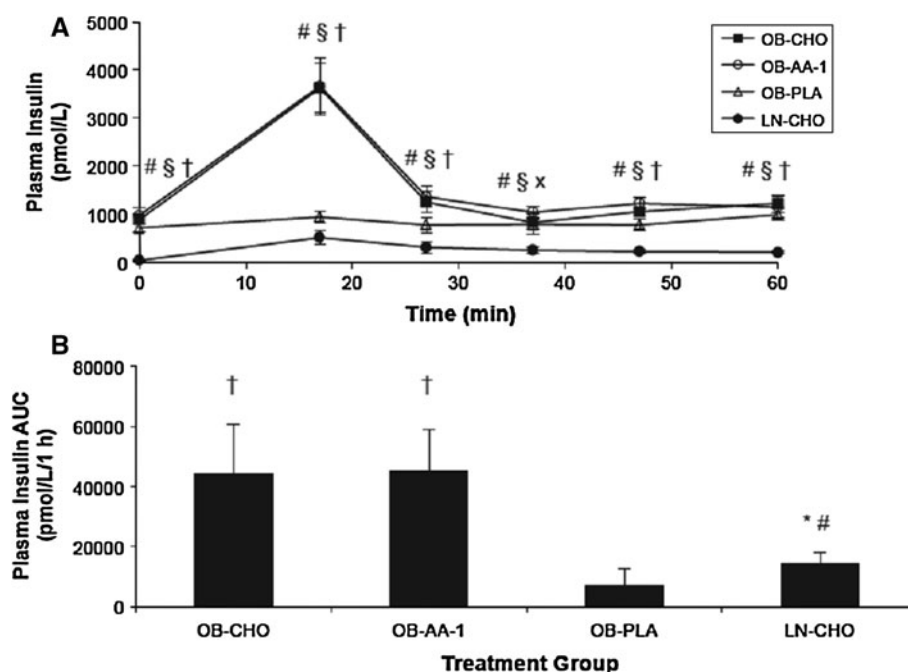 A
Plasma Insulin
(pmol/L)
5000
4000
3000
2000
1000
0
# § †
# § †
# § †
# § x
# § †
# § †
OB-CHO
OB-AA-1
OB-PLA
LN-CHO
0 10 20 30 40 50 60
Time (min)
B
Plasma Insulin AUC
(pmol/L/1 h)
80000
60000
40000
20000
0
†
†
* #
OB-CHO OB-AA-1 OB-PLA LN-CHO
Treatment Group